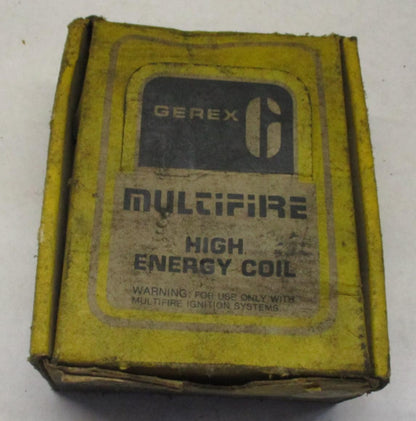 GEREX G
MULTIFIRE
HIGH
ENERGY COIL
WARNING: FOR USE ONLY WITH
MULTIFIRE IGNITION SYSTEMS